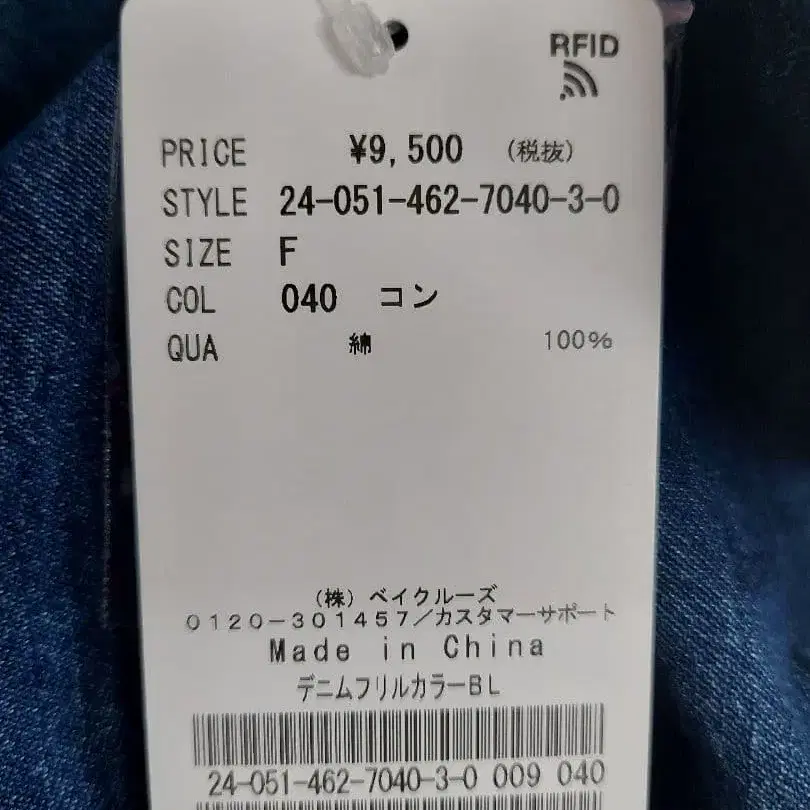 RFID
PRICE ¥9,500 (税抜)
STYLE 24-051-462-7040-3-0
SIZE F
COL 040 コン
QUA 綿 100%
(株)ベイクルーズ
0120-301457/カスタマーサポート
Made in China
デニムフリルカラーBL
24-051-462-7040-3-0 009 040